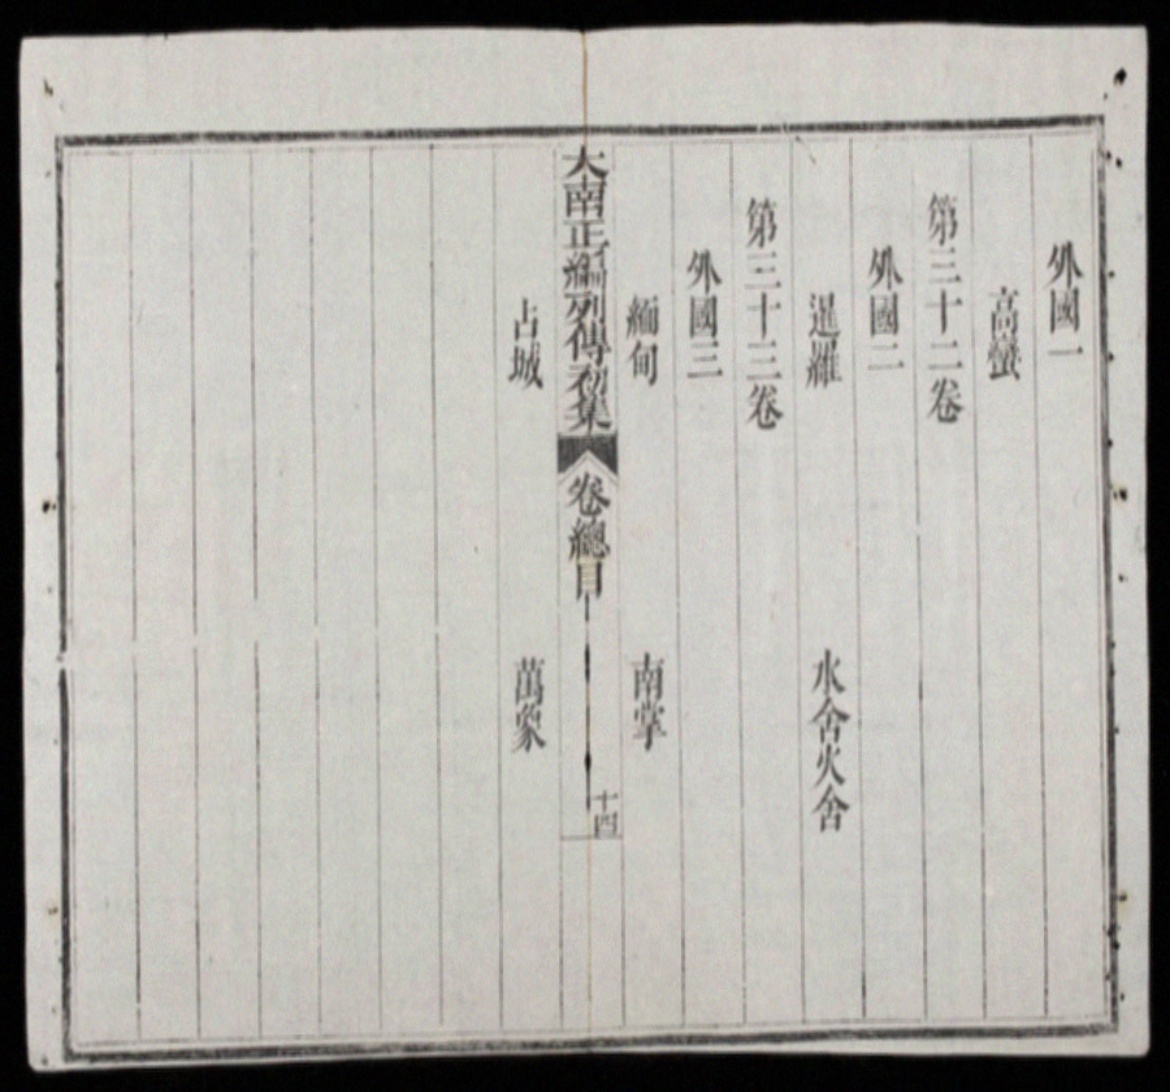 外國一
高蠻
第三十二卷
外國二
暹羅
水舍火舍
第三十三卷
外國三
緬甸
南掌
大南正編列傳初集
卷總目
十四
占城
萬象